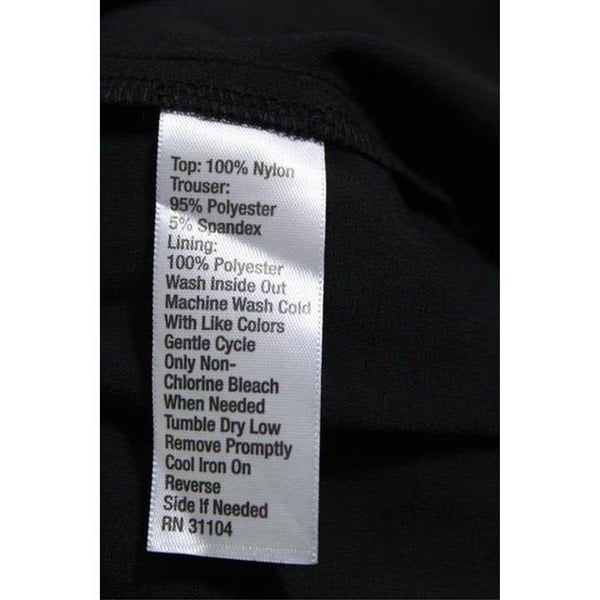 Top: 100% Nylon
Trouser:
95% Polyester
5% Spandex
Lining:
100% Polyester
Wash Inside Out
Machine Wash Cold
With Like Colors
Gentle Cycle
Only Non-
Chlorine Bleach
When Needed
Tumble Dry Low
Remove Promptly
Cool Iron On
Reverse
Side If Needed
RN 31104